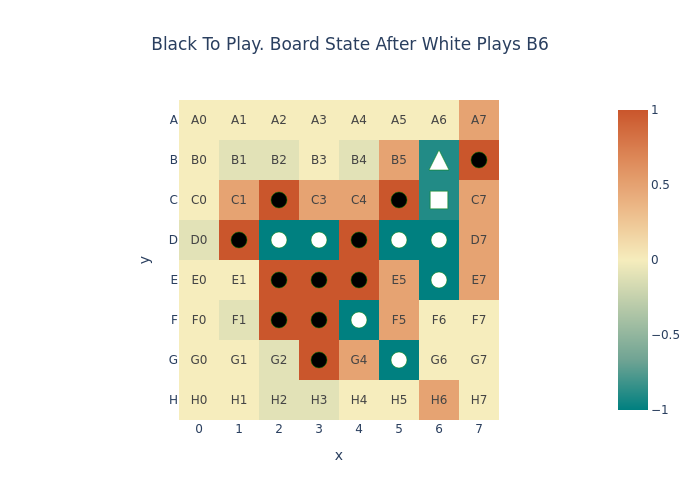 Black To Play. Board State After White Plays B6
A A0 A1 A2 A3 A4 A5 A6 A7
B B0 B1 B2 B3 B4 B5
C C0 C1 C3 C4 C7
D D0 D7
E E0 E1 E5 E7
F F0 F1 F5 F6 F7
G G0 G1 G2 G4 G6 G7
H H0 H1 H2 H3 H4 H5 H6 H7
0 1 2 3 4 5 6 7
x
y
1
0.5
0
−0.5
−1